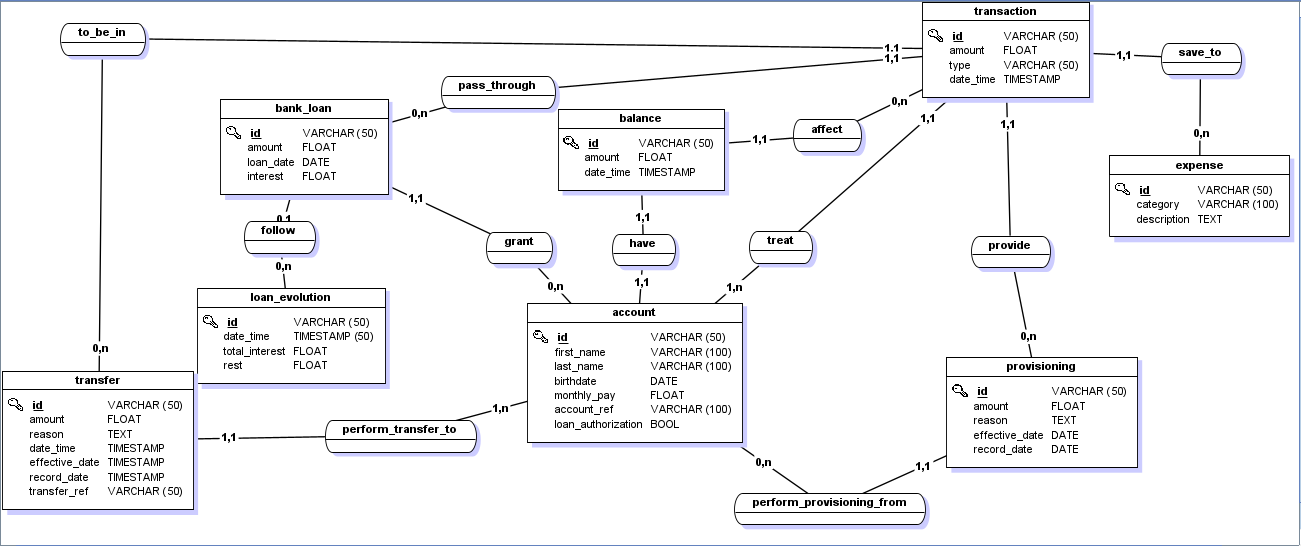 to_be_in
1,1
0,n
pass_through
1,1
0,n
transaction
id VARCHAR (50)
amount FLOAT
type VARCHAR (50)
date_time TIMESTAMP
1,1
save_to
0,n
expense
id VARCHAR (50)
category VARCHAR (100)
description TEXT
bank_loan
id VARCHAR (50)
amount FLOAT
loan_date DATE
interest FLOAT
balance
id VARCHAR (50)
amount FLOAT
date_time TIMESTAMP
1,1
affect
0,n
0,1
follow
0,n
1,1
grant
0,n
1,1
have
1,1
1,1
treat
1,n
1,1
provide
0,n
loan_evolution
id VARCHAR (50)
date_time TIMESTAMP (50)
total_interest FLOAT
rest FLOAT
account
id VARCHAR (50)
first_name VARCHAR (100)
last_name VARCHAR (100)
birthdate DATE
monthly_pay FLOAT
account_ref VARCHAR (100)
loan_authorization BOOL
transfer
id VARCHAR (50)
amount FLOAT
reason TEXT
date_time TIMESTAMP
effective_date TIMESTAMP
record_date TIMESTAMP
transfer_ref VARCHAR (50)
1,1
perform_transfer_to
1,n
provisioning
id VARCHAR (50)
amount FLOAT
reason TEXT
effective_date DATE
record_date DATE
0,n
perform_provisioning_from
1,1